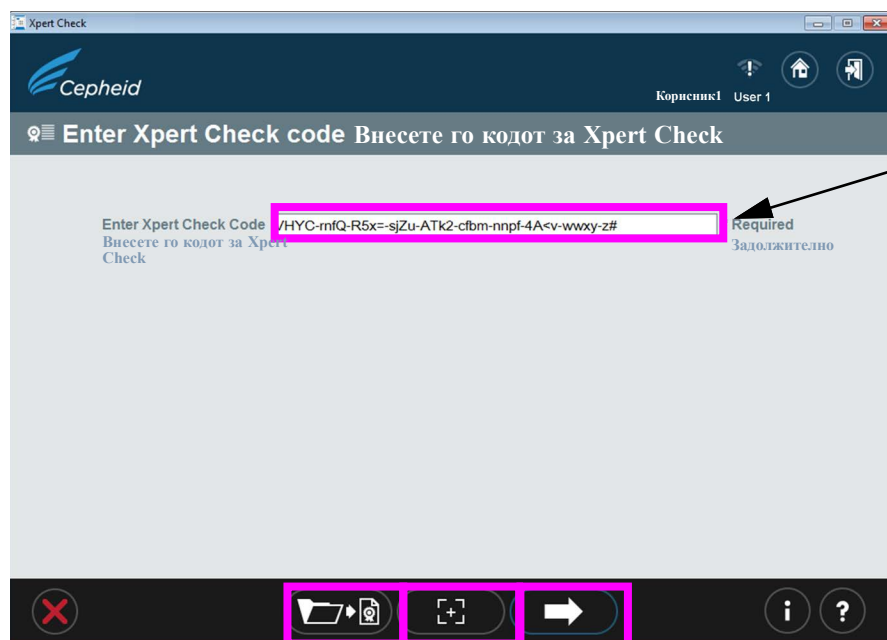 Xpert Check
Cepheid
Корисник1 User 1
Enter Xpert Check code Внесете го кодот за Xpert Check
Enter Xpert Check Code VHYC-rnfQ-R5x=-sjZu-ATk2-cfbm-nnpf-4A<v-wwxy-z# Required
Внесете го кодот за Xpert Задолжително
Check